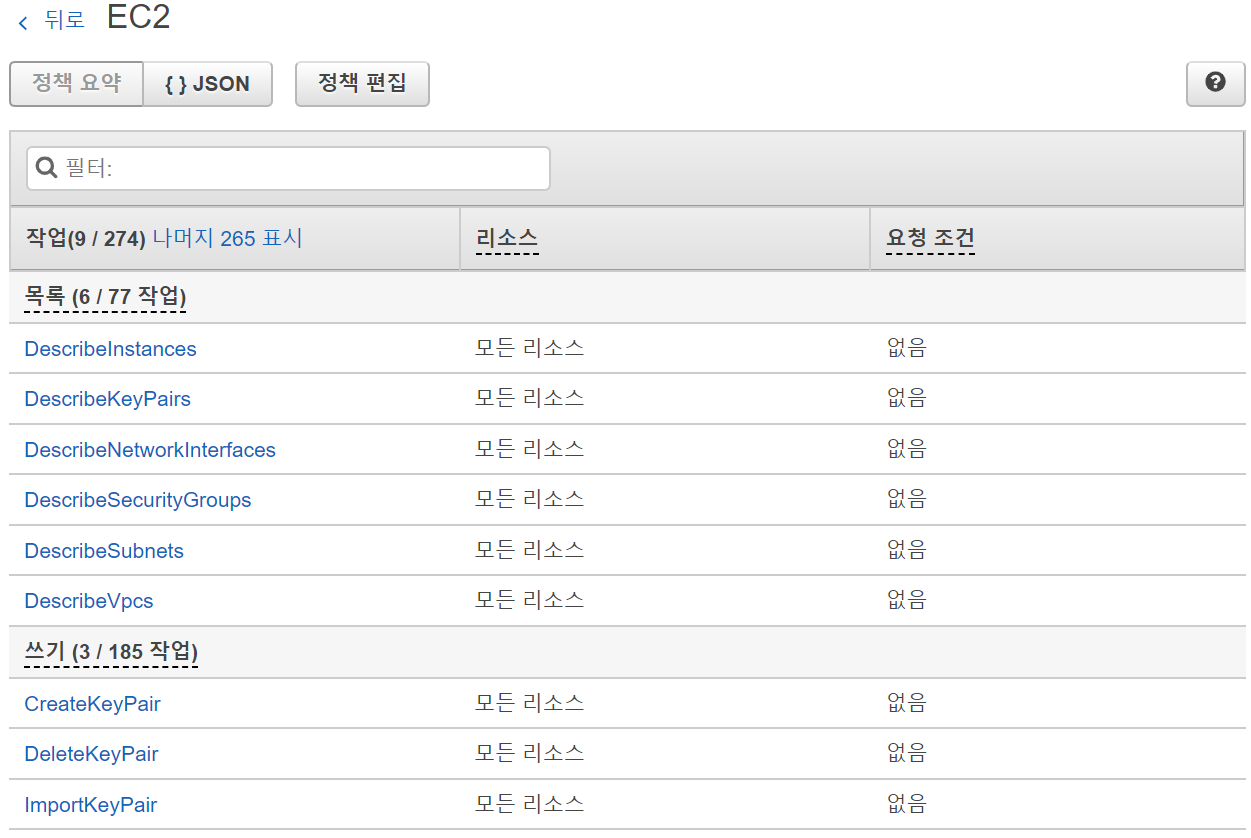 뒤로 EC2
정책 요약 { } JSON 정책 편집
필터:
작업(9 / 274) 나머지 265 표시 리소스 요청 조건
목록 (6 / 77 작업)
DescribeInstances 모든 리소스 없음
DescribeKeyPairs 모든 리소스 없음
DescribeNetworkInterfaces 모든 리소스 없음
DescribeSecurityGroups 모든 리소스 없음
DescribeSubnets 모든 리소스 없음
DescribeVpcs 모든 리소스 없음
쓰기 (3 / 185 작업)
CreateKeyPair 모든 리소스 없음
DeleteKeyPair 모든 리소스 없음
ImportKeyPair 모든 리소스 없음